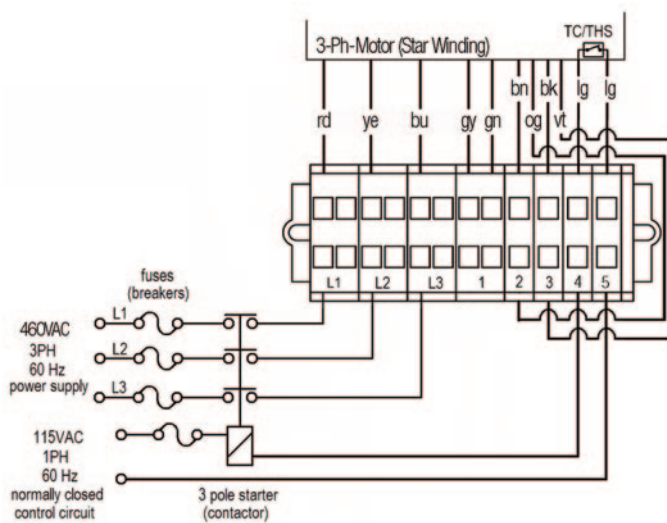 TC/THS
3-Ph-Motor (Star Winding)
bn bk lg lg
rd ye bu gy gn og vt
L1 L2 L3 1 2 3 4 5
fuses
(breakers)
L1
460VAC
3PH
L2
60 Hz
power supply
L3
115VAC
1PH
60 Hz
normally closed
control circuit
3 pole starter
(contactor)